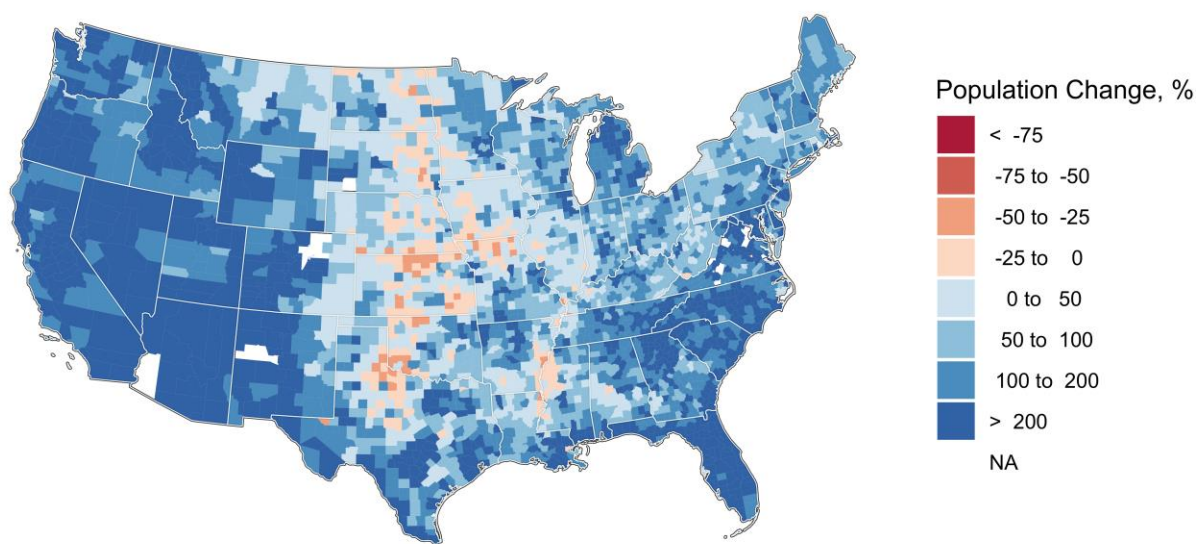 Population Change, %
< -75
-75 to -50
-50 to -25
-25 to 0
0 to 50
50 to 100
100 to 200
> 200
NA